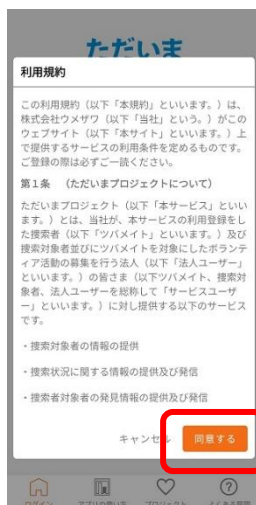 ただいま
利用規約
この利用規約（以下「本規約」といいます。）は、
株式会社ウメザワ（以下「当社」という。）がこの
ウェブサイト（以下「本サイト」といいます。）上
で提供するサービスの利用条件を定めるものです。
ご登録の際は必ずご一読ください。
第１条　（ただいまプロジェクトについて）
ただいまプロジェクト（以下「本サービス」といい
ます。）とは、当社が、本サービスの利用登録をし
た捜索者（以下「ツバメイト」といいます。）及び
捜索対象者並びにツバメイトを対象にしたボランテ
ィア活動の募集を行う法人（以下「法人ユーザー」
といいます。）の皆さま（以下ツバメイト、捜索対
象者、法人ユーザーを総称して「サービスユーザ
ー」といいます。）に対し提供する以下のサービス
です。
・捜索対象者の情報の提供
・捜索状況に関する情報の提供及び発信
・捜索者対象者の発見情報の提供及び発信
キャンセル 同意する
ログイン アプリの使い方 プロジェクト よくある質問